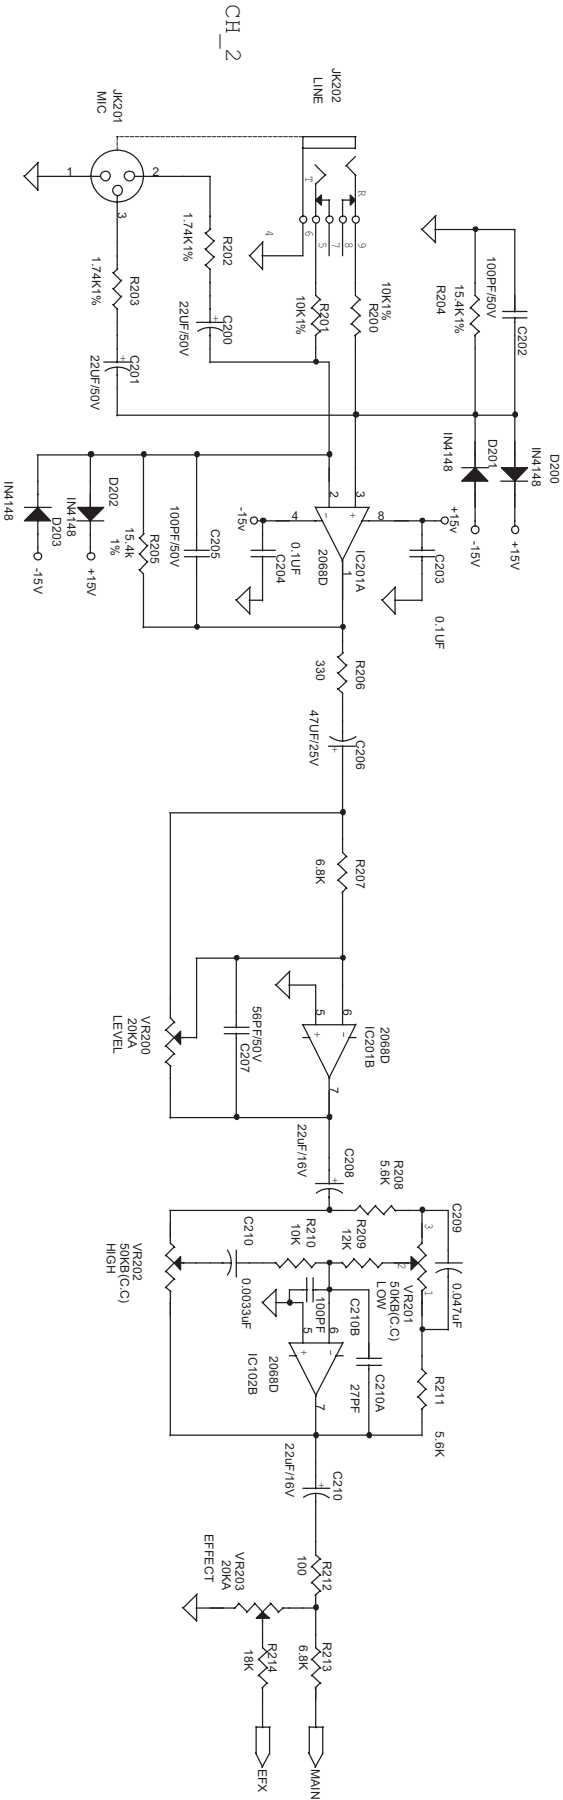 CH_2
JK202
LINE
JK201
MIC
1
2
3
T
R
4
6
5
7
8
9
R202
1.74K1%
R203
1.74K1%
C200
22UF/50V
C201
22UF/50V
R201
10K1%
10K1%
R200
100PF/50V
C202
15.4K1%
R204
D200
IN4148
D201
IN4148
+15V
-15V
D202
IN4148
D203
IN4148
+15V
-15V
C205
100PF/50V
R205
15.4k
1%
2
3
4
8
1
+
-
-15v
+15v
IC201A
2068D
C203
0.1UF
C204
0.1UF
R206
330
C206
47UF/25V
R207
6.8K
VR200
20KA
LEVEL
56PF/50V
C207
2068D
IC201B
6
5
7
C208
22uF/16V
R208
5.6K
C209
0.047uF
VR201
50KB(C.C)
LOW
3
2
1
R209
12K
R210
10K
C210
0.0033uF
VR202
50KB(C.C)
HIGH
C210B
100PF
C210A
27PF
R211
5.6K
2068D
IC102B
6
5
7
C210
22uF/16V
R212
100
R213
6.8K
VR203
20KA
EFFECT
R214
18K
MAIN
EFX